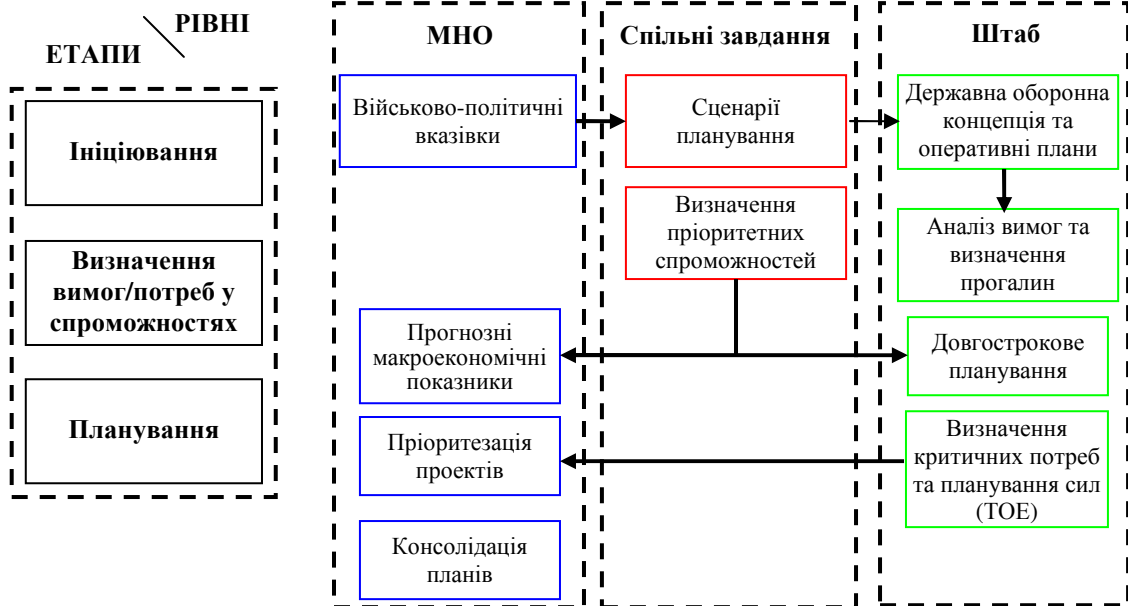 РІВНІ
ЕТАПИ
Ініціювання
Визначення
вимог/потреб у
спроможностях
Планування
МНО
Військово-політичні
вказівки
Прогнозні
макроекономічні
показники
Пріоритезація
проектів
Консолідація
планів
Спільні завдання
Сценарії
планування
Визначення
пріоритетних
спроможностей
Штаб
Державна оборонна
концепція та
оперативні плани
Аналіз вимог та
визначення
прогалин
Довгострокове
планування
Визначення
критичних потреб
та планування сил
(ТОЕ)